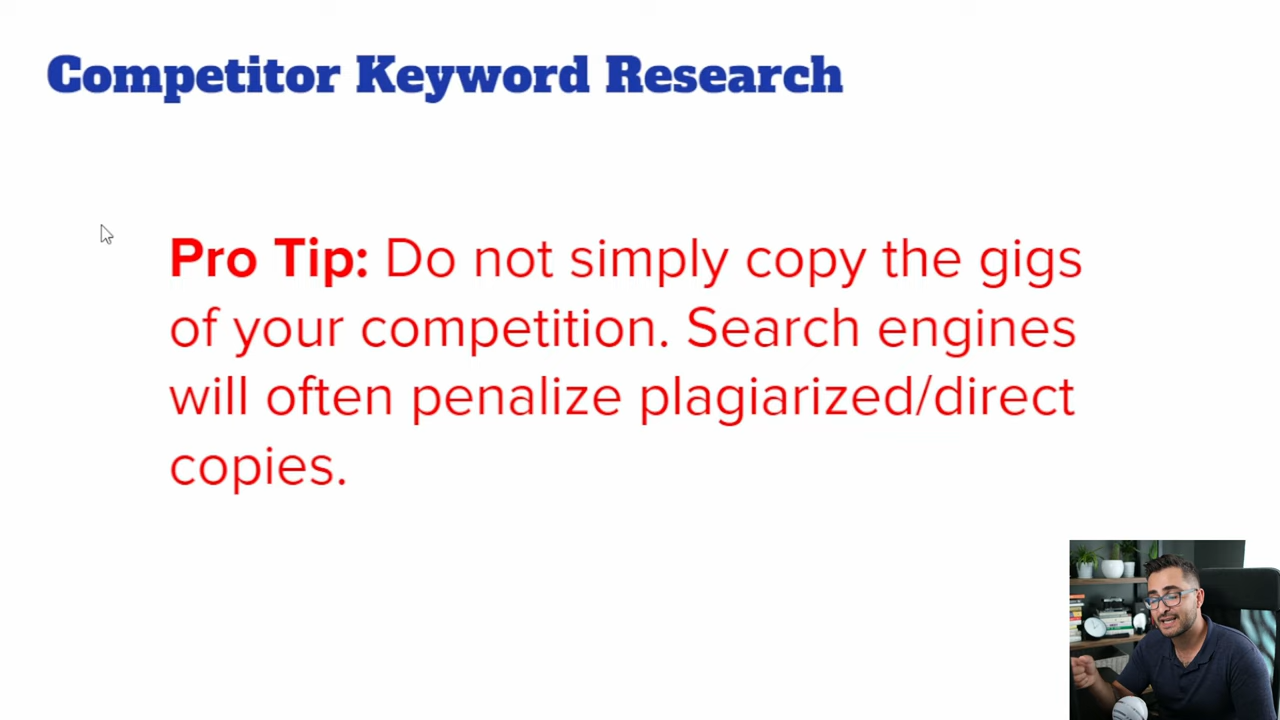 Competitor Keyword Research
Pro Tip: Do not simply copy the gigs
of your competition. Search engines
will often penalize plagiarized/direct
copies.